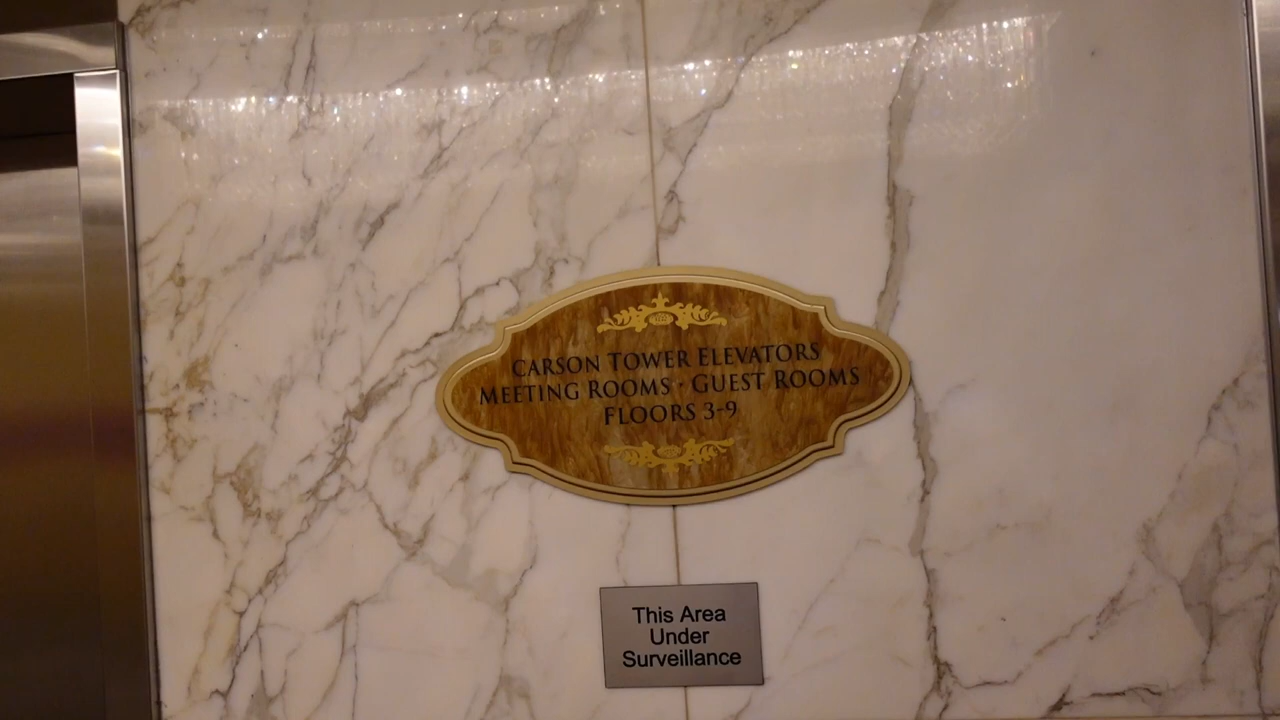 CARSON TOWER ELEVATORS
MEETING ROOMS · GUEST ROOMS
FLOORS 3-9
This Area
Under
Surveillance